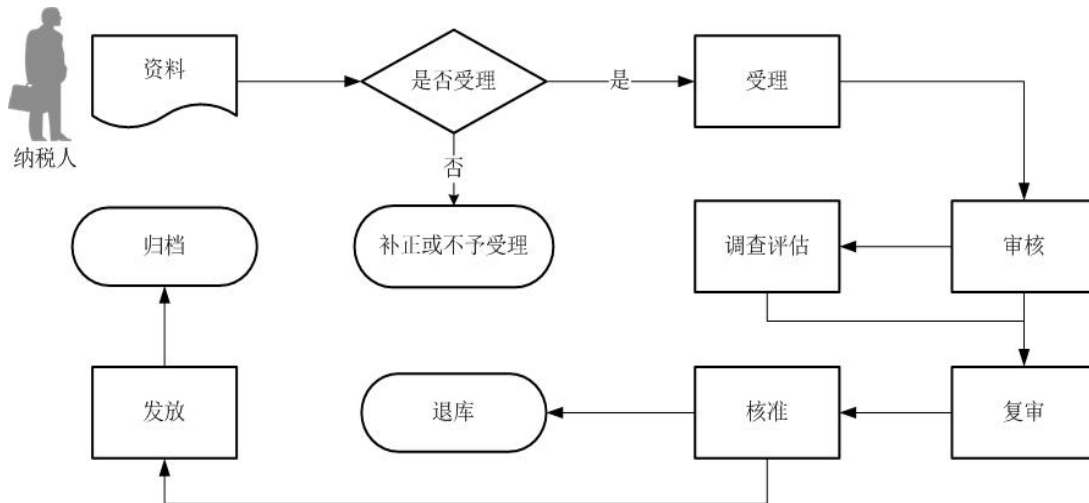 资料
是否受理
是
受理
纳税人
否
归档
补正或不予受理
调查评估
审核
发放
退库
核准
复审